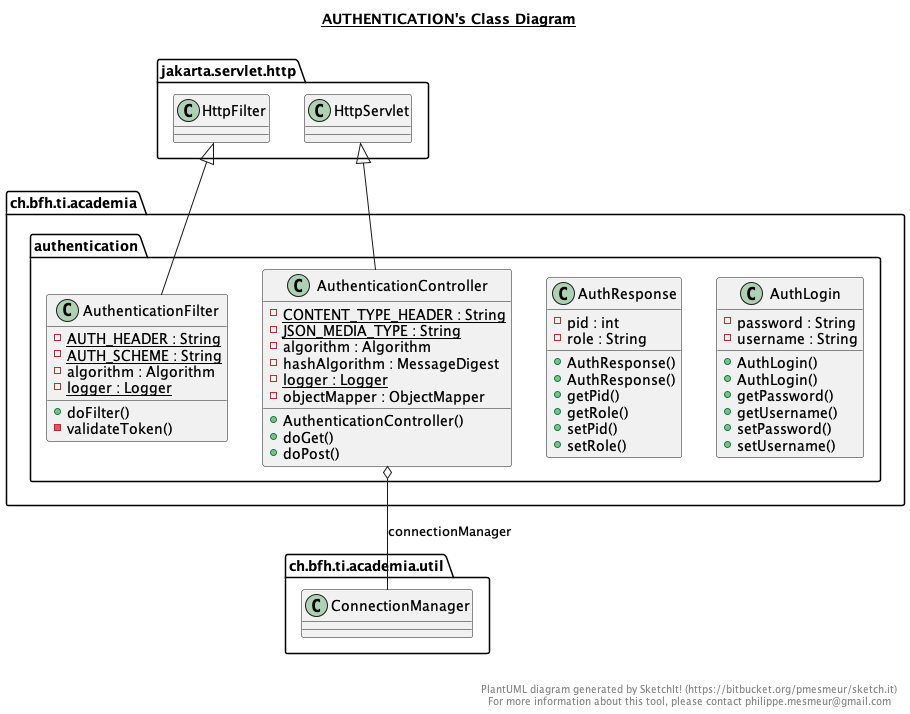 AUTHENTICATION's Class Diagram
jakarta.servlet.http
C HttpFilter
C HttpServlet
ch.bfh.ti.academia
authentication
C AuthenticationFilter
AUTH_HEADER : String
AUTH_SCHEME : String
algorithm : Algorithm
logger : Logger
doFilter()
validateToken()
C AuthenticationController
CONTENT_TYPE_HEADER : String
JSON_MEDIA_TYPE : String
algorithm : Algorithm
hashAlgorithm : MessageDigest
logger : Logger
objectMapper : ObjectMapper
AuthenticationController()
doGet()
doPost()
C AuthResponse
pid : int
role : String
AuthResponse()
AuthResponse()
getPid()
getRole()
setPid()
setRole()
C AuthLogin
password : String
username : String
AuthLogin()
AuthLogin()
getPassword()
getUsername()
setPassword()
setUsername()
connectionManager
ch.bfh.ti.academia.util
C ConnectionManager
PlantUML diagram generated by SketchIt! (https://bitbucket.org/pmesmeur/sketch.it)
For more information about this tool, please contact philippe.mesmeur@gmail.com